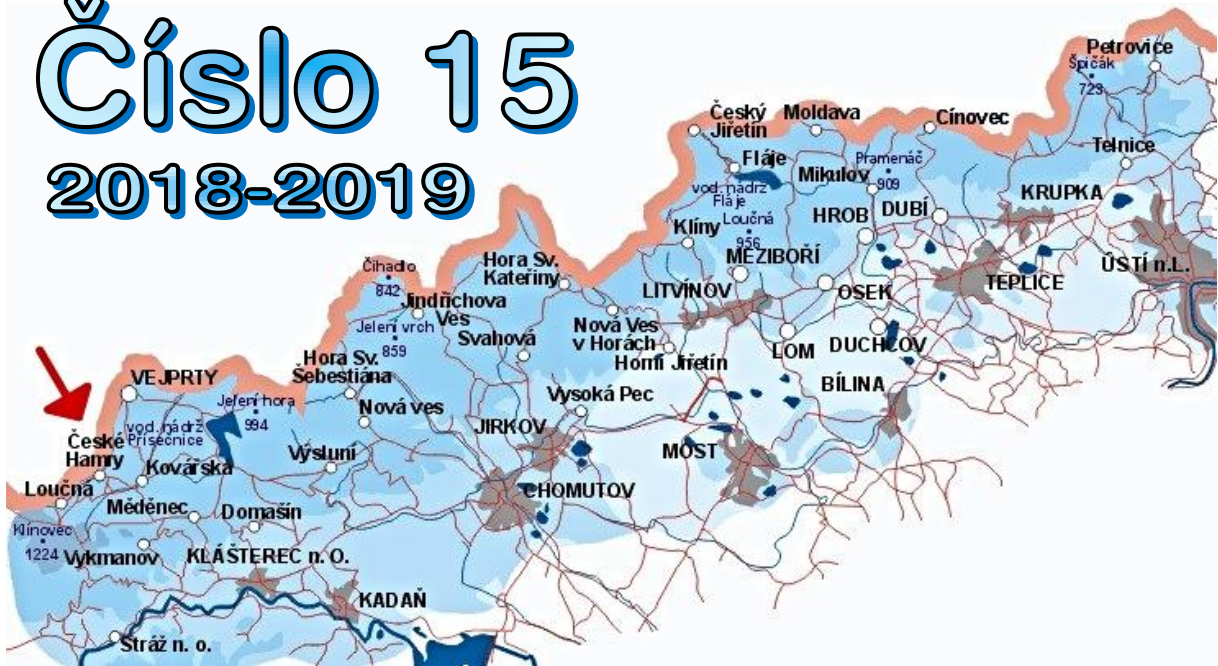 Číslo 15
2018-2019
Petrovice
Špičák
723
Český
Jiřetín
Moldava
Cínovec
Telnice
Fláje
Mikulov
Pramenáč
909
vod. nádrž
Fláje
KRUPKA
Loučná
956
HROB
DUBÍ
Klíny
MEZIBOŘÍ
ÚSTÍ n.L.
TEPLICE
Čihadlo
842
Hora Sv.
Kateřiny
LITVÍNOV
OSEK
Jindřichova
Ves
Jelení vrch
859
Svahová
Nová Ves
v Horách
Horní Jiřetín
LOM
DUCHCOV
Hora Sv.
Šebestiána
VEJPRTY
BÍLINA
Jelení hora
994
Nová ves
Vysoká Pec
vod. nádrž
Přísečnice
JIRKOV
České
Hamry
Kovářská
Výsluní
MOST
Loučná
CHOMUTOV
Měděnec
Domašín
Klínovec
1224
Vykmanov
KLÁŠTEREC n. O.
KADAŇ
Stráž n. o.